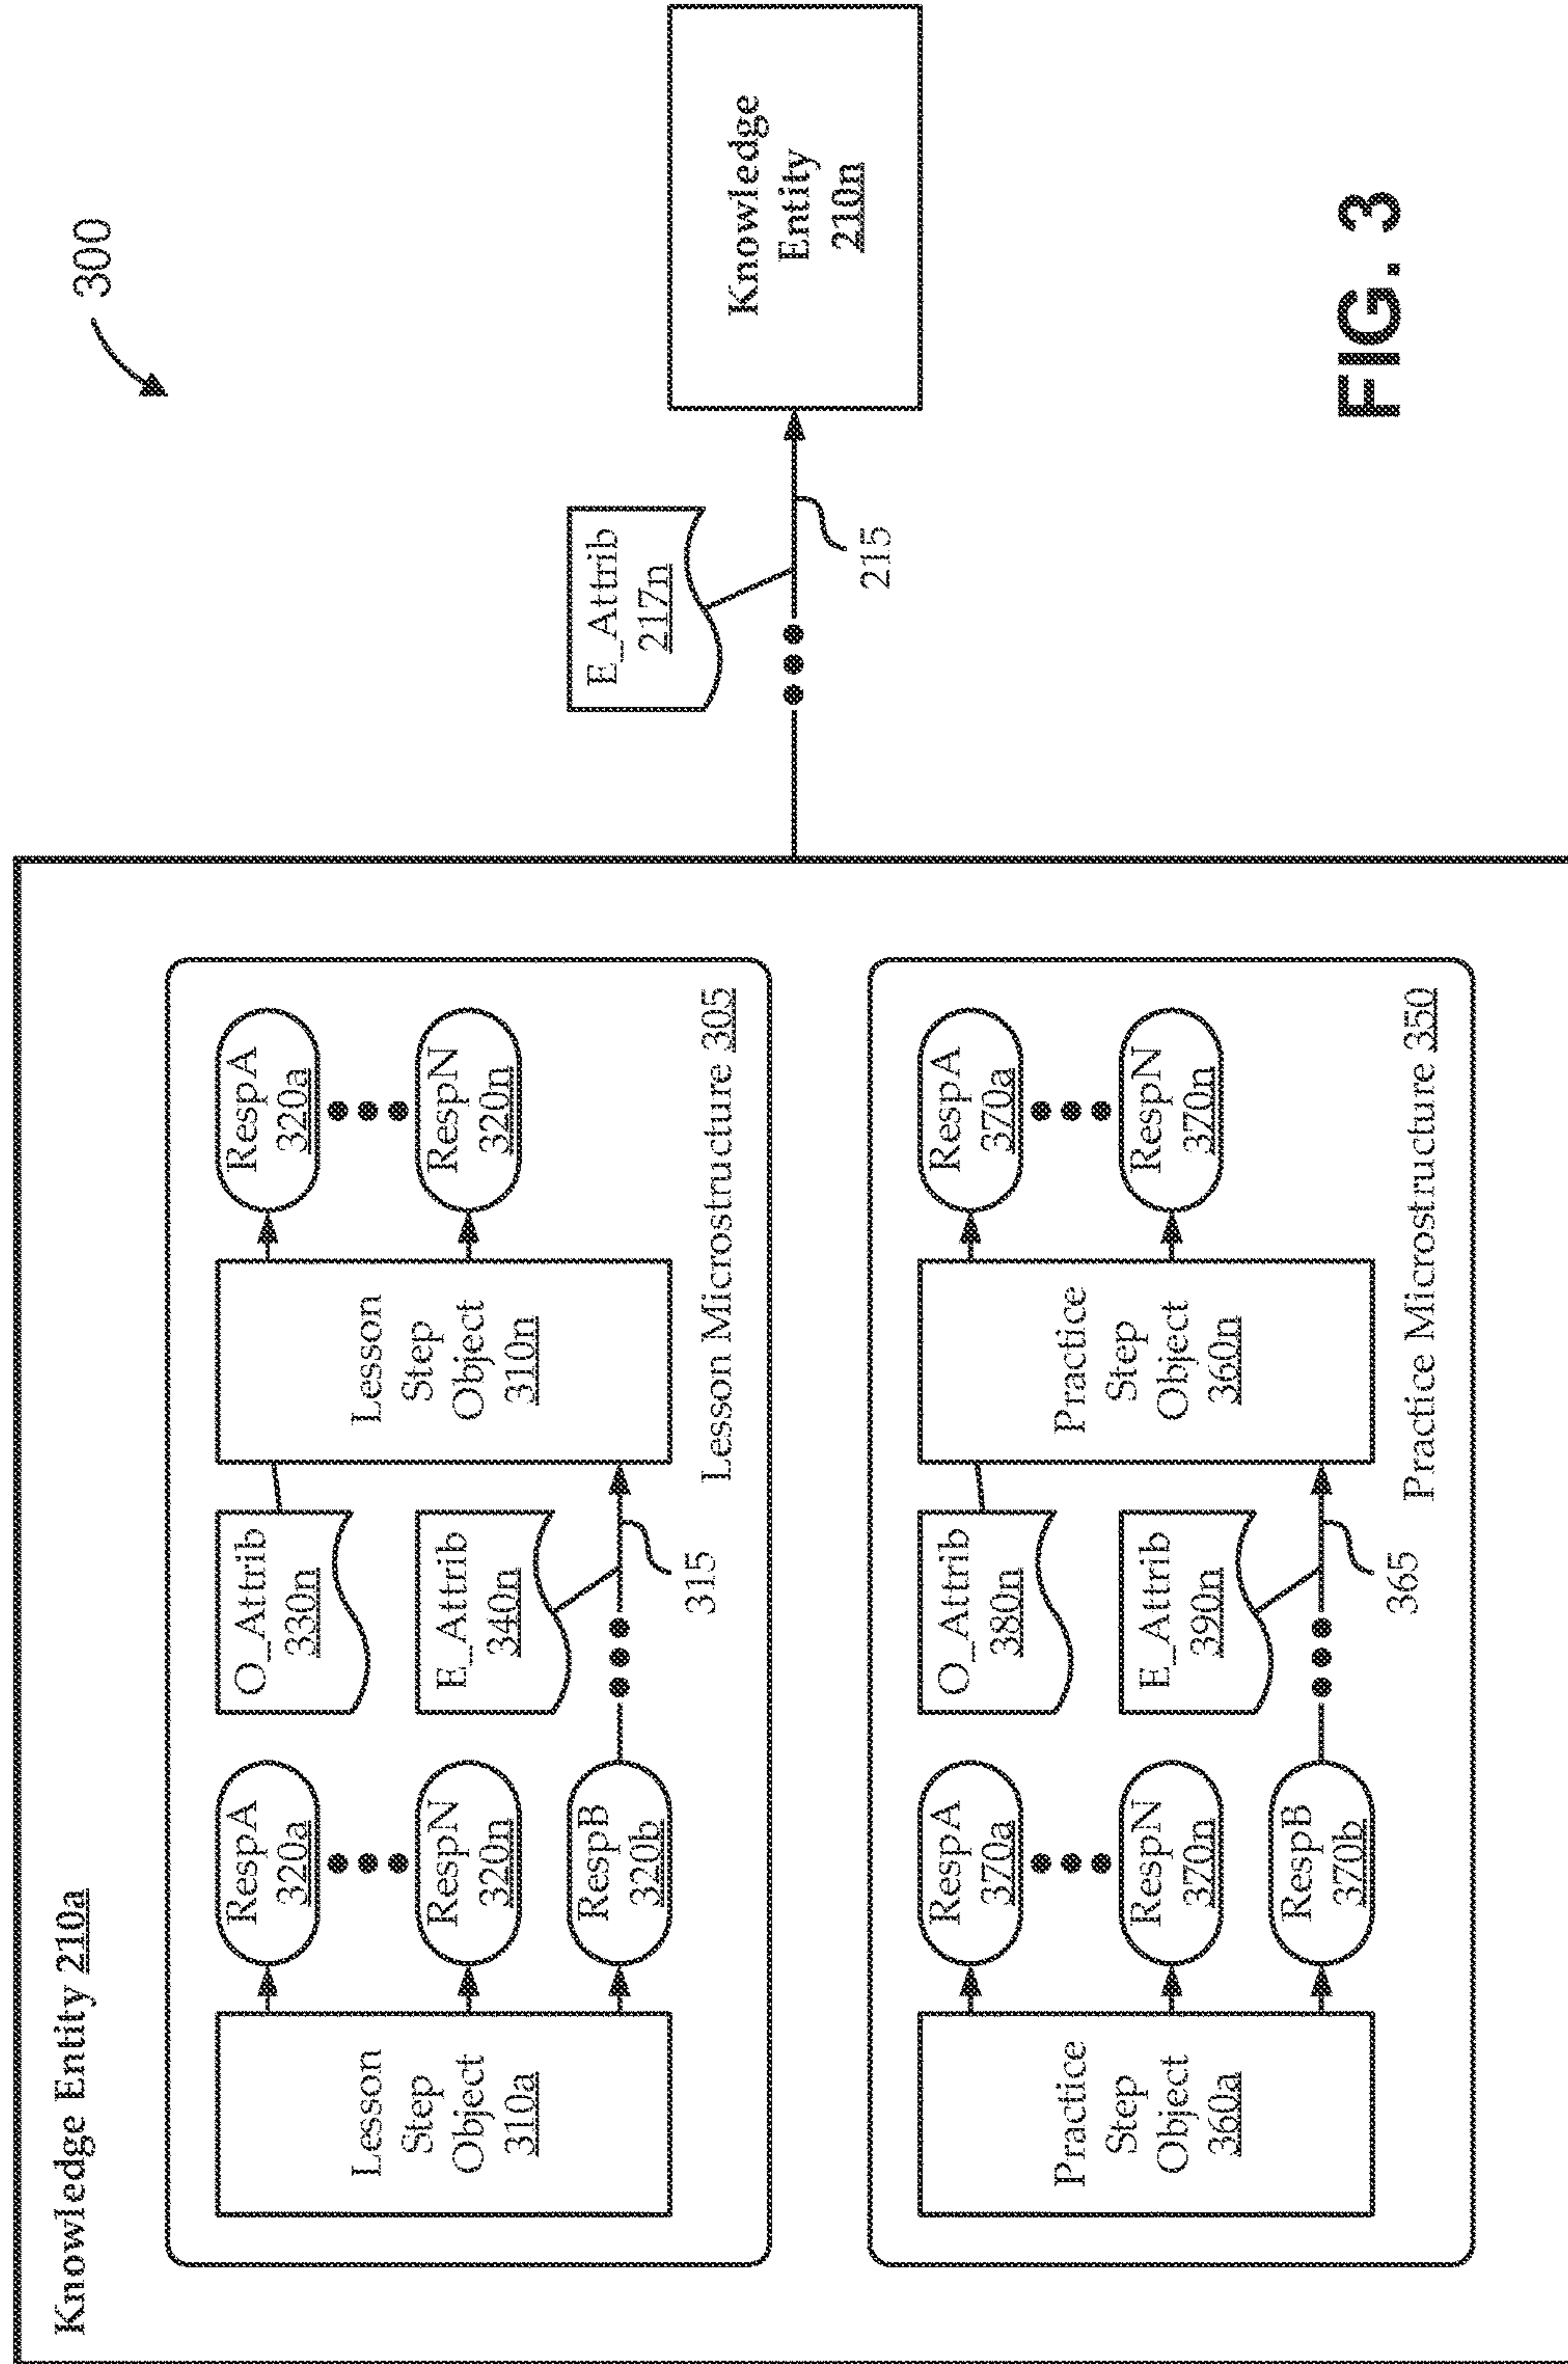 300
Knowledge Entity 210a
Lesson
Step
Object
310a
RespA
320a
RespN
320n
RespB
320b
O_Attrib
330n
E_Attrib
340n
315
Lesson
Step
Object
310n
RespA
320a
RespN
320n
Lesson Microstructure 305
Practice
Step
Object
360a
RespA
370a
RespN
370n
RespB
370b
O_Attrib
380n
E_Attrib
390n
365
Practice
Step
Object
360n
RespA
370a
RespN
370n
Practice Microstructure 350
E_Attrib
217n
215
Knowledge
Entity
210n
FIG. 3